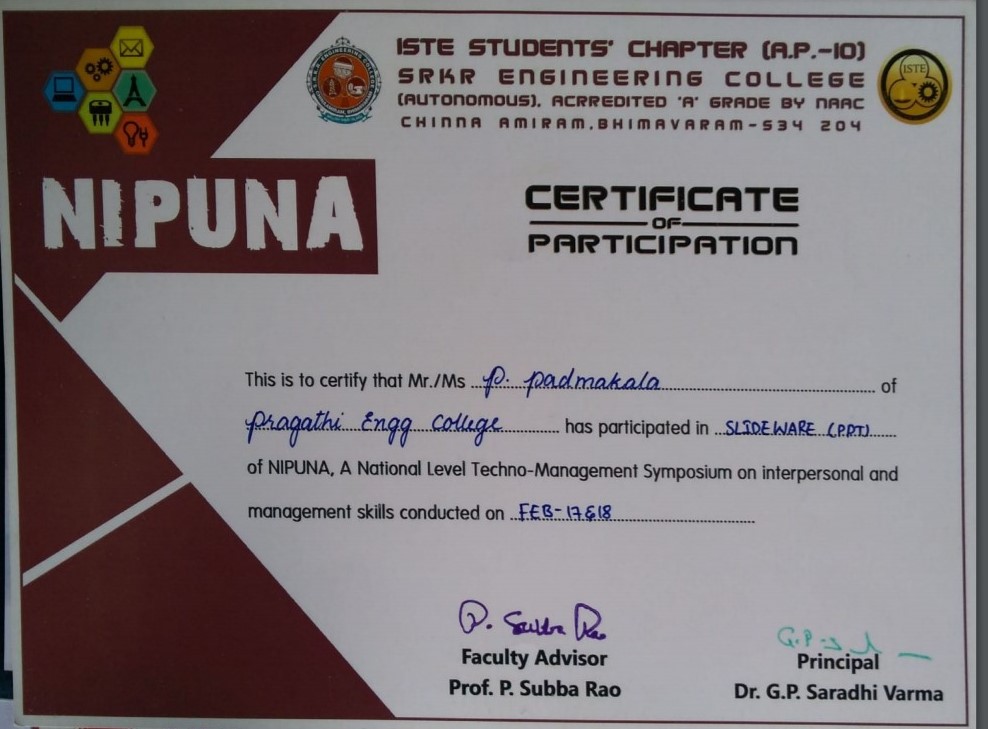 ISTE STUDENTS' CHAPTER (A.P.-10)
SRKR ENGINEERING COLLEGE
(AUTONOMOUS), ACRREDITED 'A' GRADE BY NAAC
CHINNA AMIRAM, BHIMAVARAM-534 204
ISTE
NIPUNA
CERTIFICATE
OF
PARTICIPATION
This is to certify that Mr./Ms P. Padmakala of
Pragathi Engg College has participated in SLIDEWARE (PPT)
of NIPUNA, A National Level Techno-Management Symposium on interpersonal and
management skills conducted on FEB-17&18
P. Subba Rao
Faculty Advisor
Prof. P. Subba Rao
Principal
Dr. G.P. Saradhi Varma